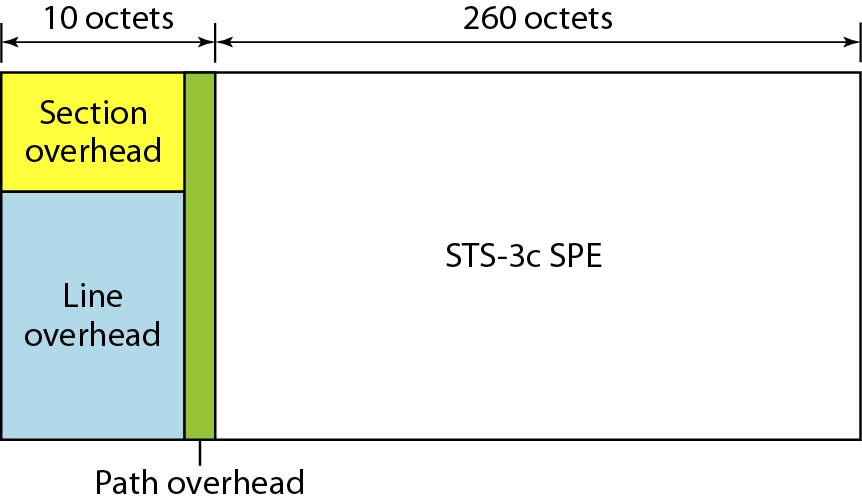 10 octets
260 octets
Section
overhead
STS-3c SPE
Line
overhead
Path overhead